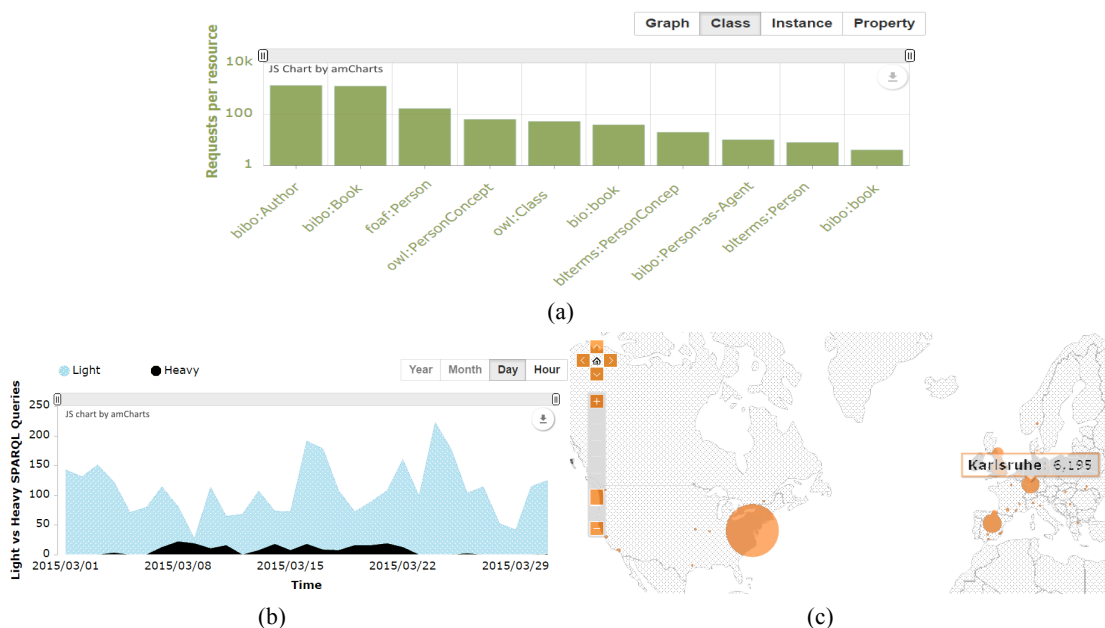 Graph Class Instance Property
10k
JS Chart by amCharts
Requests per resource
100
1
bibo:Author
bibo:Book
foaf:Person
owl:PersonConcept
owl:Class
bio:book
blterms:PersonConcep
bibo:Person-as-Agent
blterms:Person
bibo:book
(a)
Light Heavy
Year Month Day Hour
Light vs Heavy SPARQL Queries
250
JS chart by amCharts
200
150
100
50
0
2015/03/01 2015/03/08 2015/03/15 2015/03/22 2015/03/29
Time
(b)
Karlsruhe 6,195
(c)